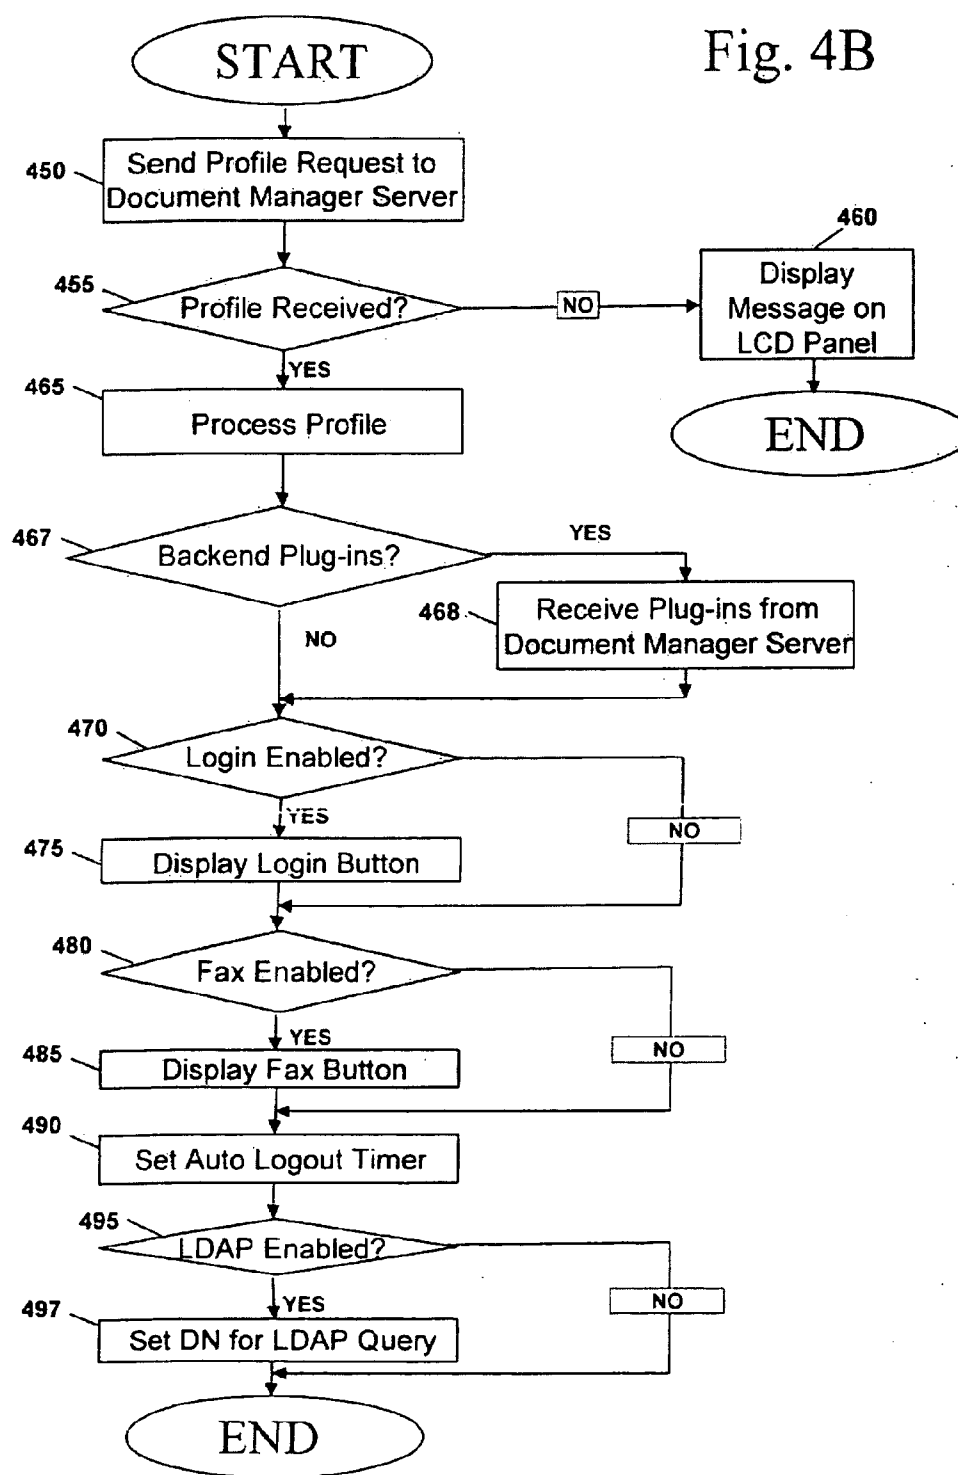 START
Fig. 4B
450
Send Profile Request to
Document Manager Server
460
Display
Message on
LCD Panel
455
Profile Received?
NO
YES
END
465
Process Profile
467
Backend Plug-ins?
YES
468
Receive Plug-ins from
Document Manager Server
NO
470
Login Enabled?
YES
NO
475
Display Login Button
480
Fax Enabled?
YES
NO
485
Display Fax Button
490
Set Auto Logout Timer
495
LDAP Enabled?
YES
NO
497
Set DN for LDAP Query
END